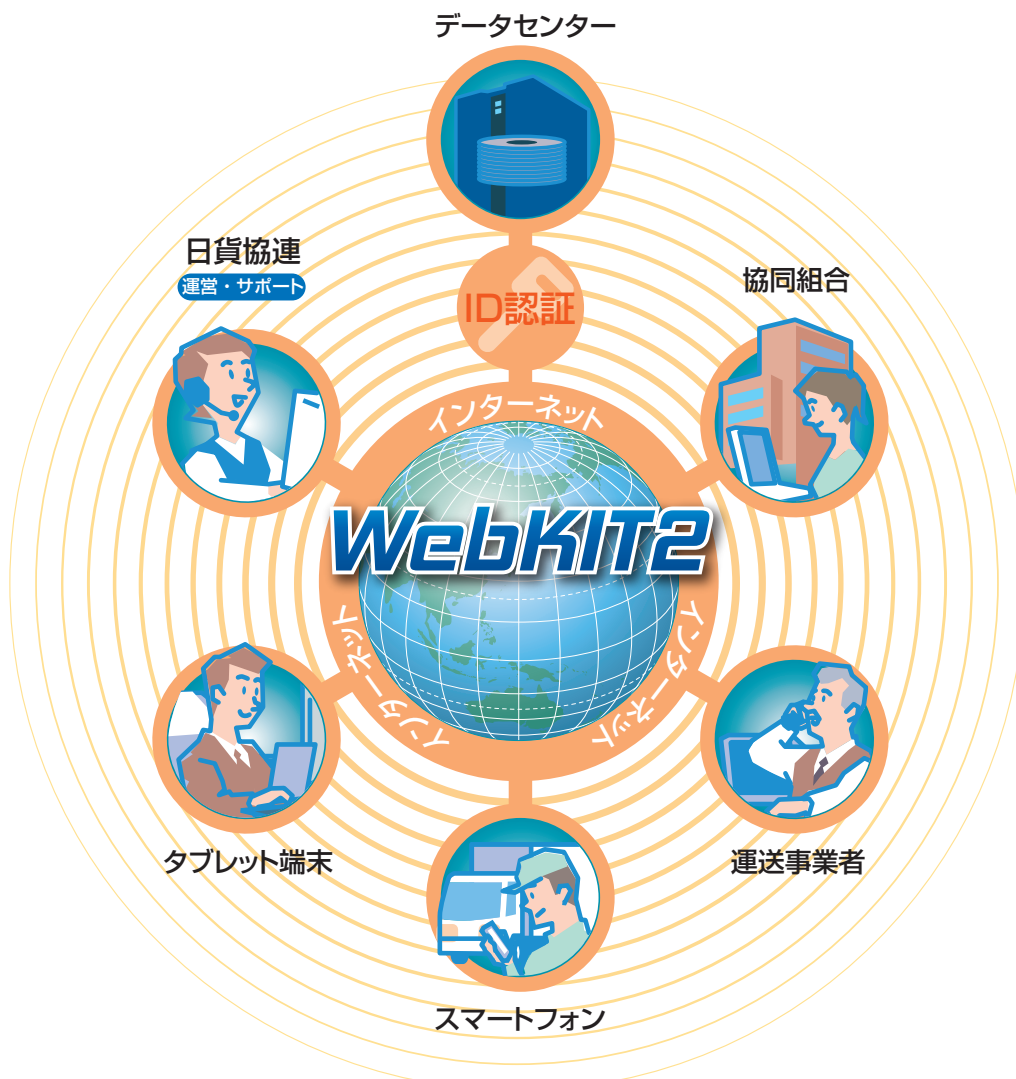 データセンター
日貨協連
運営・サポート
ID認証
協同組合
インターネット
WebKIT2
インターネット
インターネット
タブレット端末
運送事業者
スマートフォン